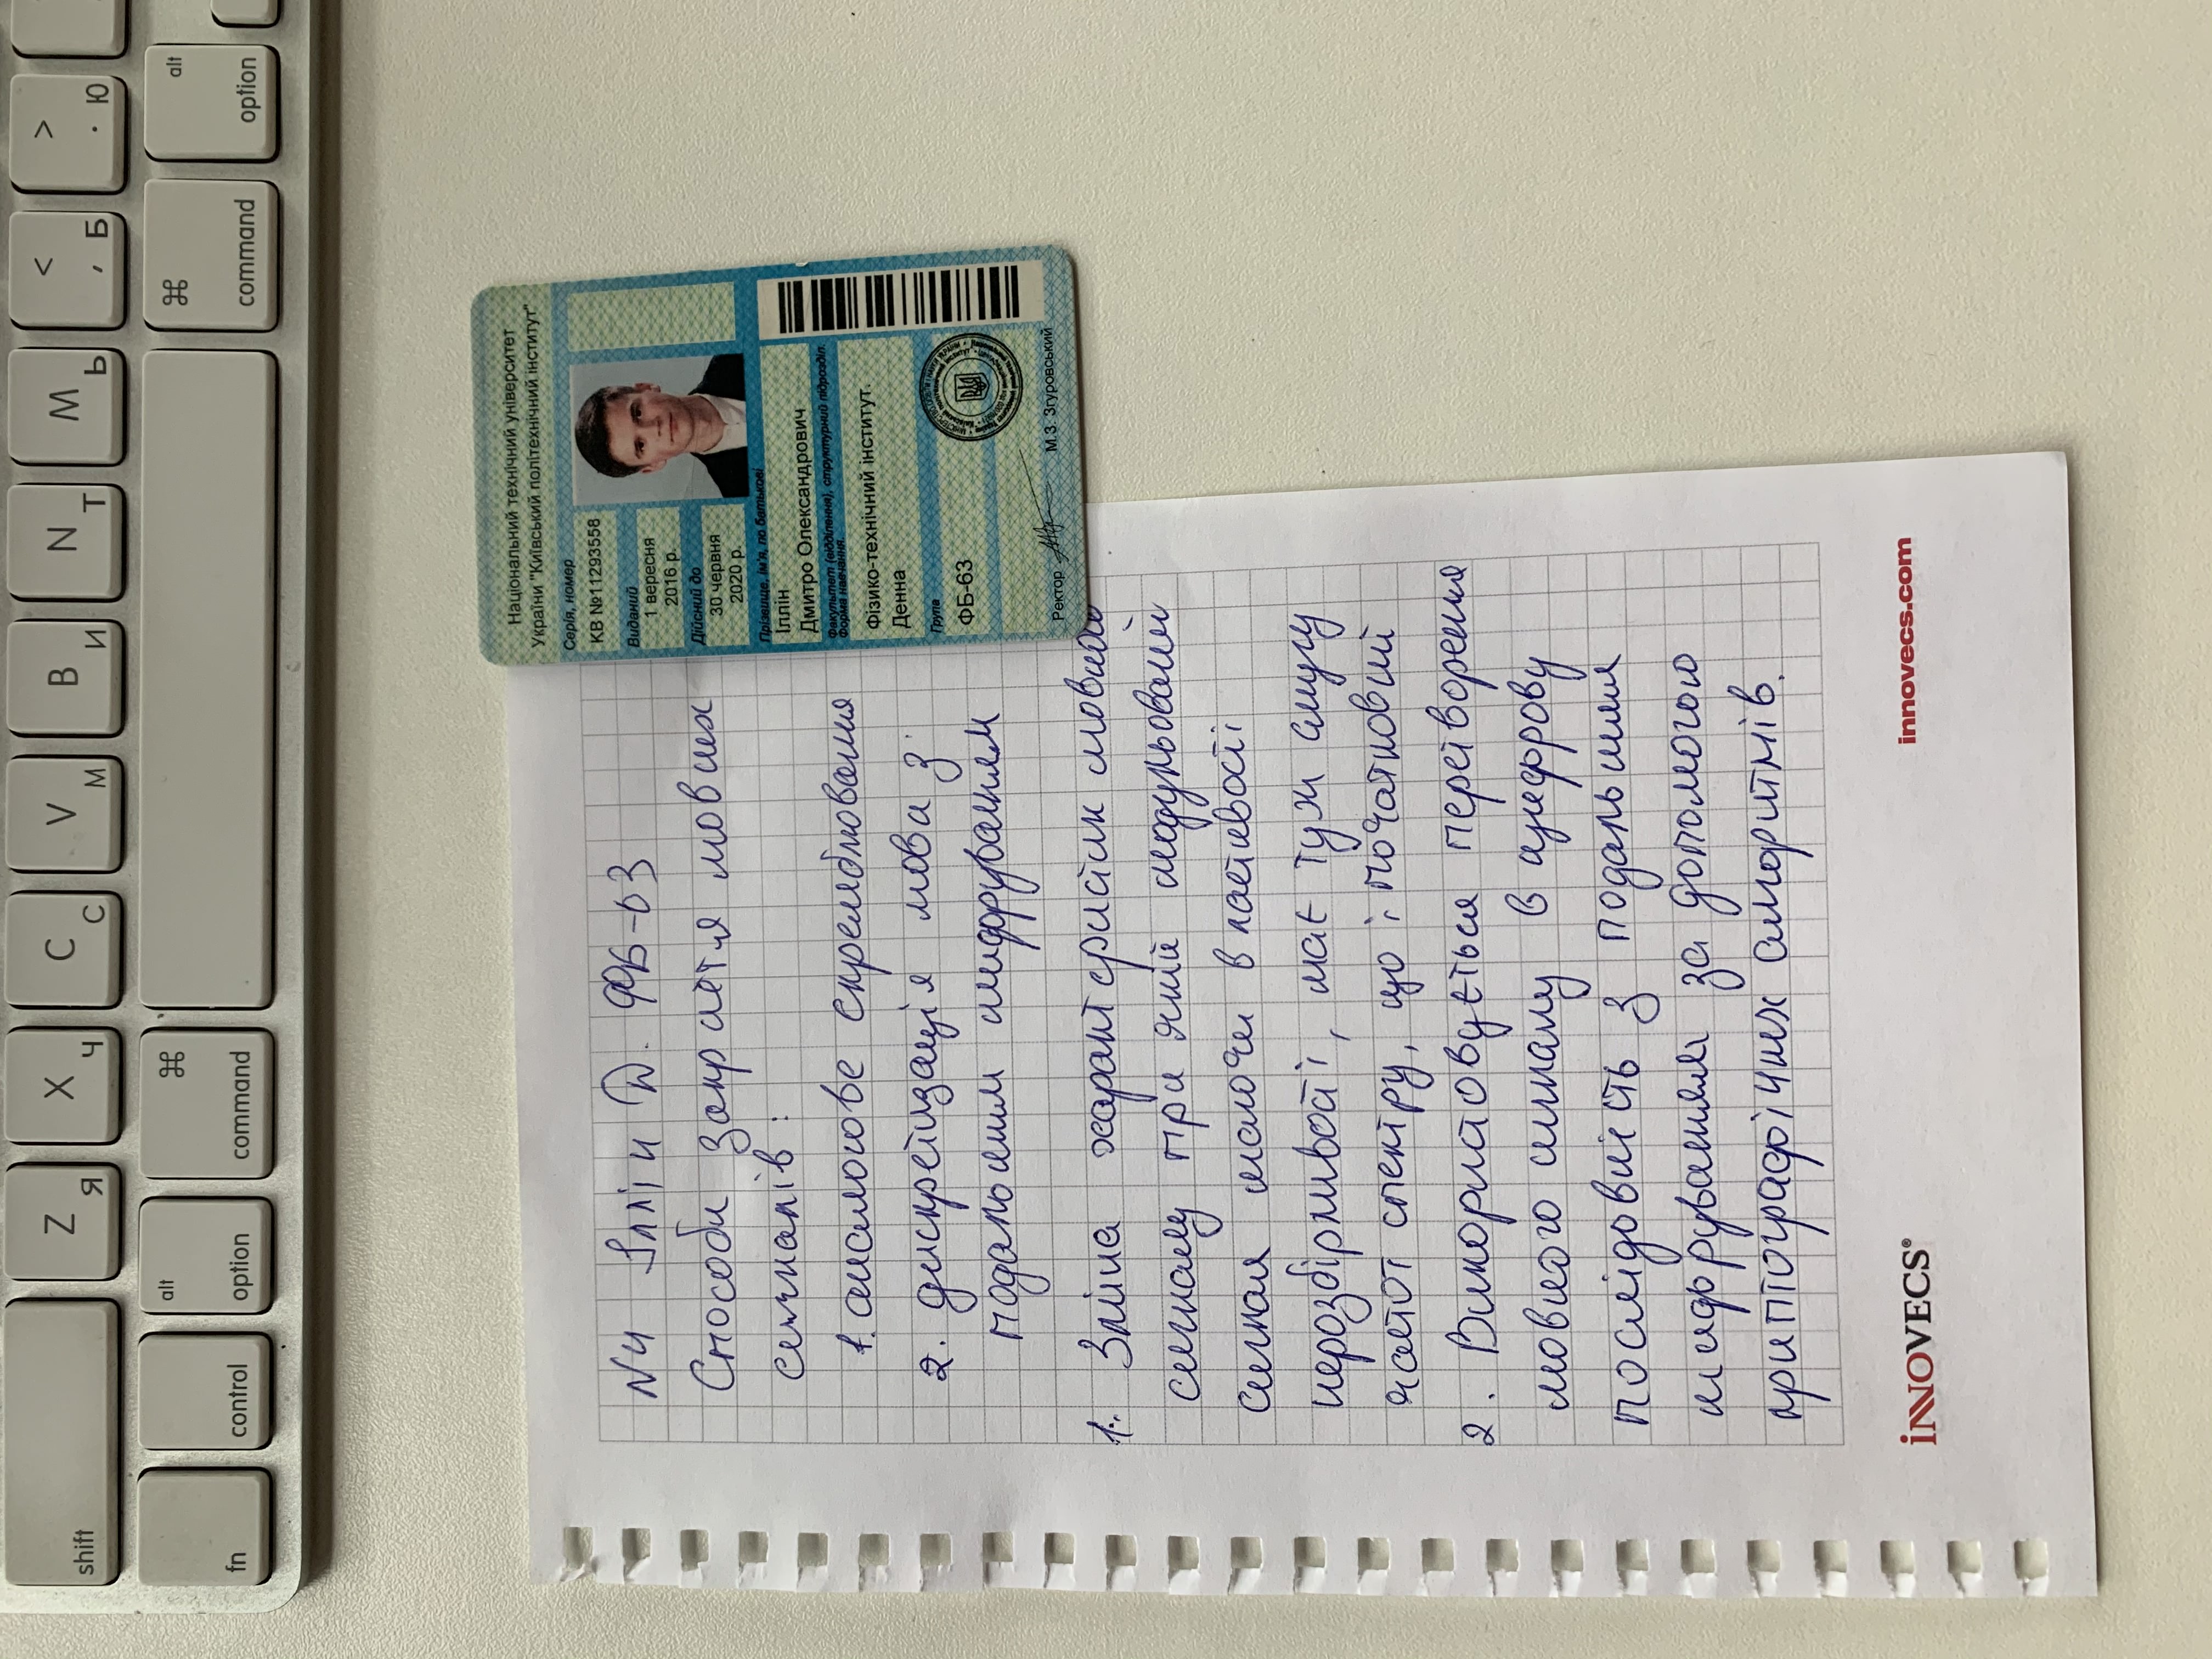 shift
Z Я
X Ч
C С
V М
B И
N Т
M Ь
< , Б
> . Ю
fn
control
alt option
⌘ command
⌘ command
alt option
Національний технічний університет
України "Київський політехнічний інститут"
Серія, номер
КВ №11293558
Виданий
1 вересня
2016 р.
Дійсний до
30 червня
2020 р.
Прізвище, ім'я, по батькові
Іллін
Дмитро Олександрович
Факультет (відділення), структурний підрозділ.
Форма навчання.
Фізико-технічний інститут.
Денна
Група
ФБ-63
Ректор М.З. Згуровський
№4 Іллін Д. ФБ-63
Способи закриття мовних
сигналів:
1. аналогове скремблювання
2. дискретизація мови з
подальшим шифруванням
1. Зміна характеристик мовного
сигналу при якій модульований
сигнал маючи властивості
нерозбірливості, має ту ж смугу
частот спектру, що і початковий
2. Використовується перетворення
мовного сигналу в цифрову
послідовність з подальшим
шифруванням за допомогою
криптографічних алгоритмів.
iNNOVECS®
innovecs.com